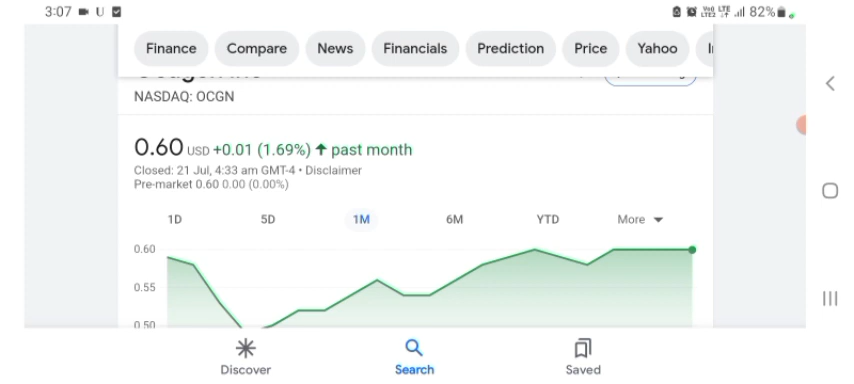 3:07 U 82%
Finance Compare News Financials Prediction Price Yahoo
NASDAQ: OCGN
0.60 USD +0.01 (1.69%) ↑ past month
Closed: 21 Jul, 4:33 am GMT-4 • Disclaimer
Pre-market 0.60 0.00 (0.00%)
1D 5D 1M 6M YTD More
0.60
0.55
0.50
Discover Search Saved